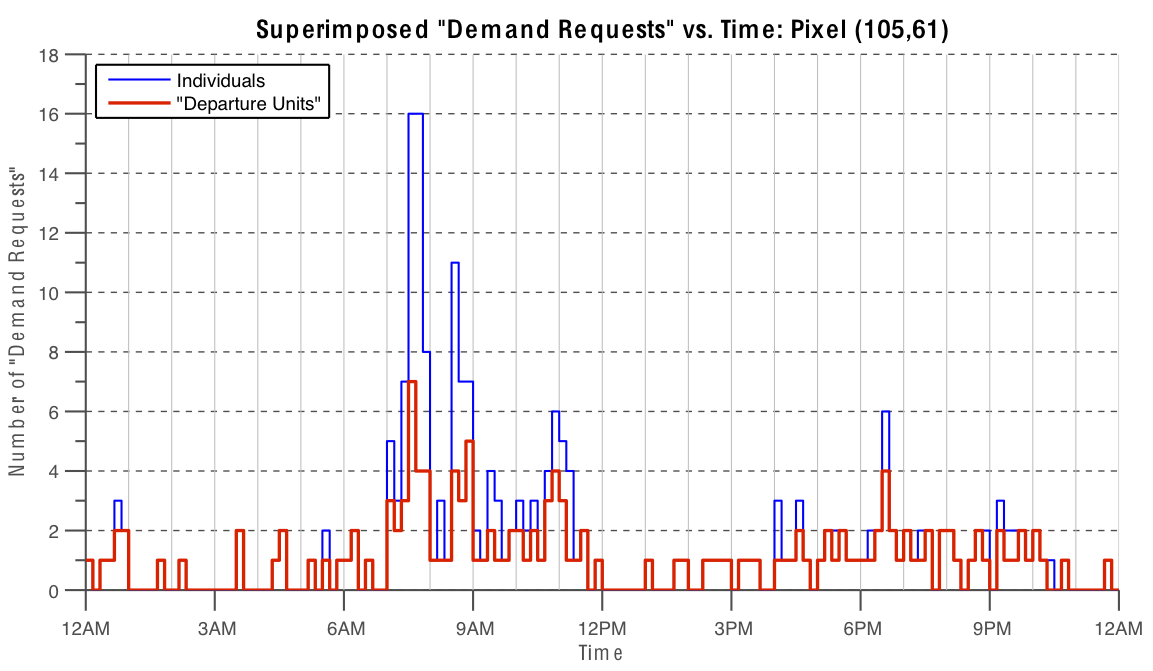 Superimposed "Demand Requests" vs. Time: Pixel (105,61)
Individuals
"Departure Units"
Number of "Demand Requests"
18
16
14
12
10
8
6
4
2
0
12AM 3AM 6AM 9AM 12PM 3PM 6PM 9PM 12AM
Time